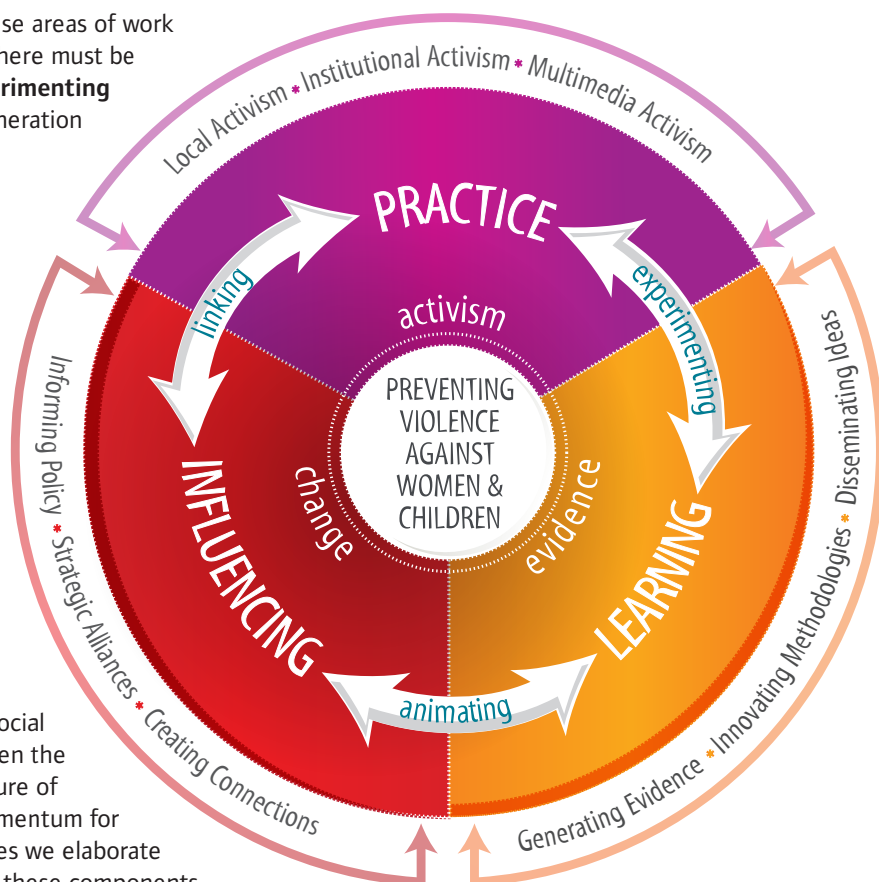 se areas of work
here must be
rimenting
neration
Local Activism * Institutional Activism * Multimedia Activism
PRACTICE
activism
linking
experimenting
PREVENTING
VIOLENCE
AGAINST
WOMEN &
CHILDREN
INFLUENCING
change
evidence
LEARNING
animating
Informing Policy * Strategic Alliances * Creating Connections
Generating Evidence * Innovating Methodologies * Disseminating Ideas
ocial
en the
ure of
mentum for
es we elaborate
these components